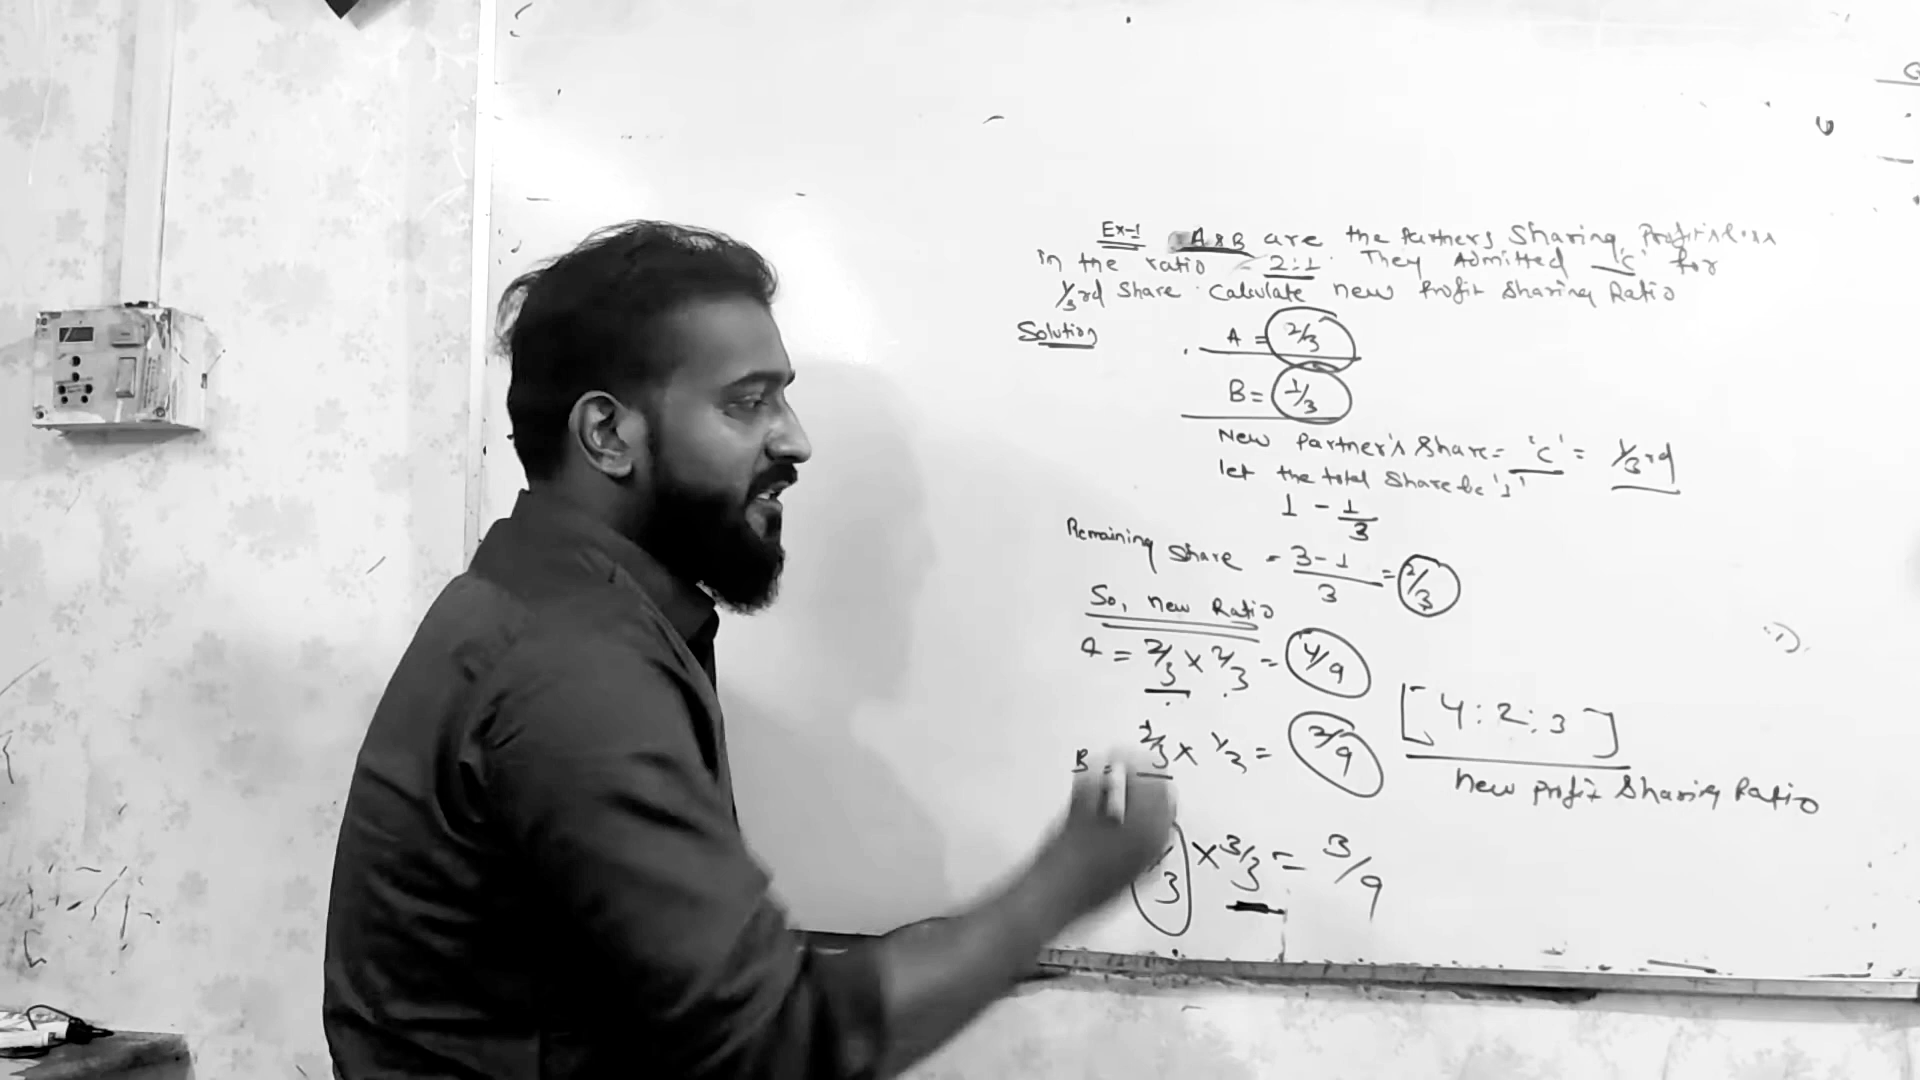 Ex-1 A & B are the Partners Sharing Profit & loss
in the ratio = 2:1. They Admitted 'C' for
1/3rd Share. Calculate new Profit Sharing Ratio
Solution
A = 2/3
B = 1/3
New Partner's Share = 'C' = 1/3rd
let the total Share be '1'
1 - 1/3
Remaining Share = 3-1/3 = 2/3
So, new Ratio
A = 2/3 x 2/3 = 4/9
B = 2/3 x 1/3 = 2/9
[4:2:3]
New profit Sharing Ratio
/3 x 3/3 = 3/9